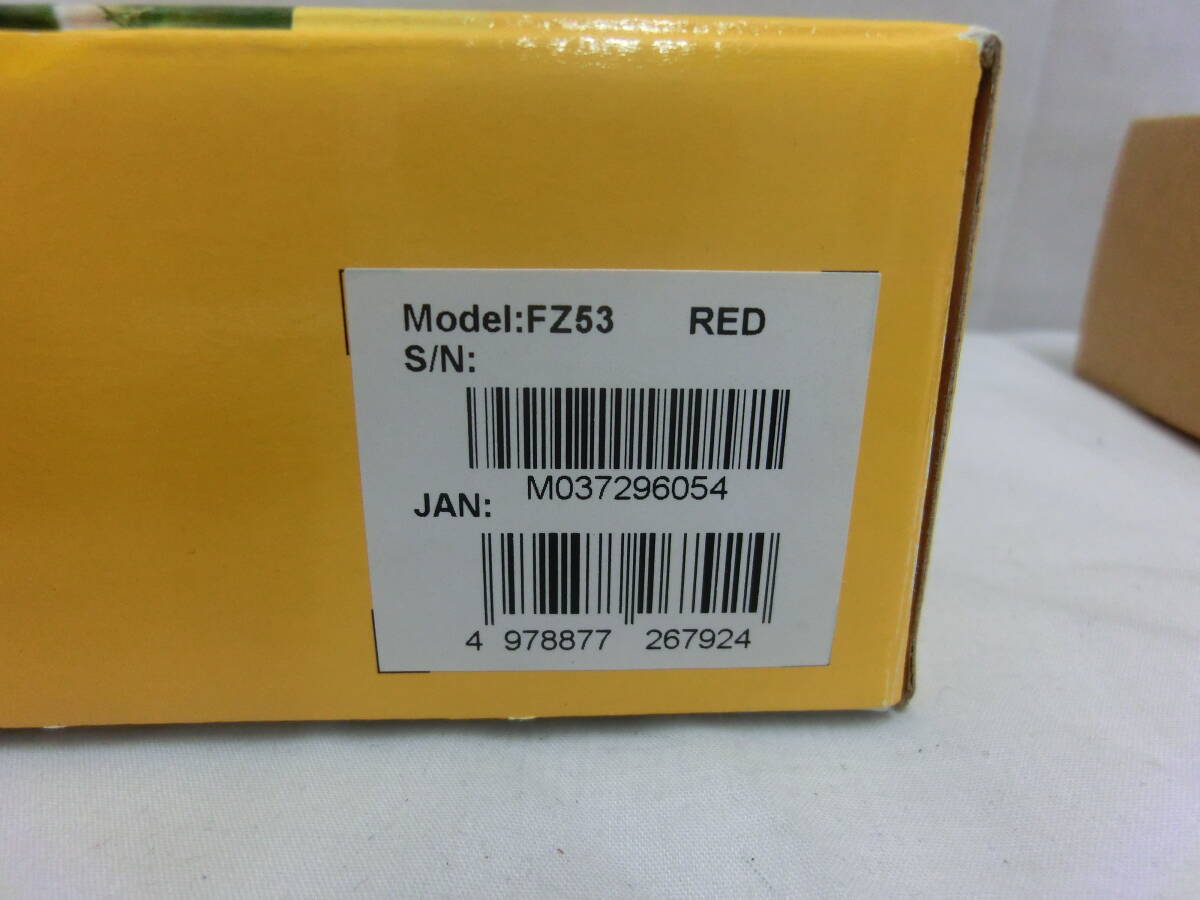 Model:FZ53 RED
S/N:
M037296054
JAN:
4 978877 267924